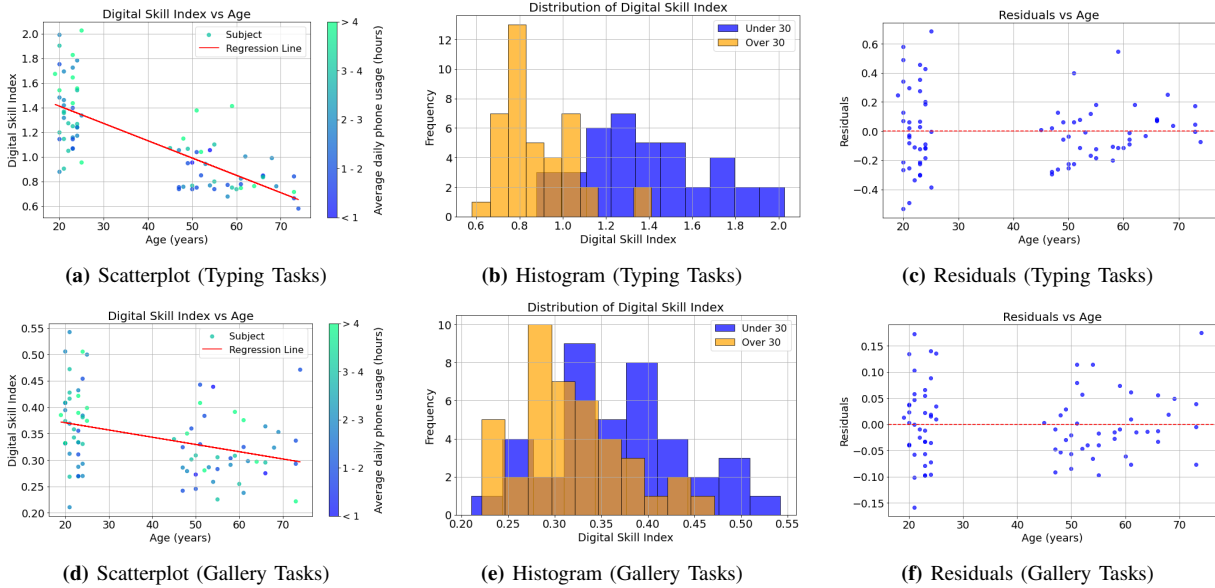 Digital Skill Index vs Age
2.0
1.8
1.6
1.4
1.2
1.0
0.8
0.6
Digital Skill Index
20 30 40 50 60 70
Age (years)
Subject
Regression Line
> 4
3 - 4
2 - 3
1 - 2
< 1
Average daily phone usage (hours)
(a) Scatterplot (Typing Tasks)
Distribution of Digital Skill Index
12
10
8
6
4
2
0
Frequency
0.6 0.8 1.0 1.2 1.4 1.6 1.8 2.0
Digital Skill Index
Under 30
Over 30
(b) Histogram (Typing Tasks)
Residuals vs Age
0.6
0.4
0.2
0.0
−0.2
−0.4
Residuals
20 30 40 50 60 70
Age (years)
(c) Residuals (Typing Tasks)
Digital Skill Index vs Age
0.55
0.50
0.45
0.40
0.35
0.30
0.25
0.20
Digital Skill Index
20 30 40 50 60 70
Age (years)
Subject
Regression Line
> 4
3 - 4
2 - 3
1 - 2
< 1
Average daily phone usage (hours)
(d) Scatterplot (Gallery Tasks)
Distribution of Digital Skill Index
10
8
6
4
2
0
Frequency
0.20 0.25 0.30 0.35 0.40 0.45 0.50 0.55
Digital Skill Index
Under 30
Over 30
(e) Histogram (Gallery Tasks)
Residuals vs Age
0.15
0.10
0.05
0.00
−0.05
−0.10
−0.15
Residuals
20 30 40 50 60 70
Age (years)
(f) Residuals (Gallery Tasks)